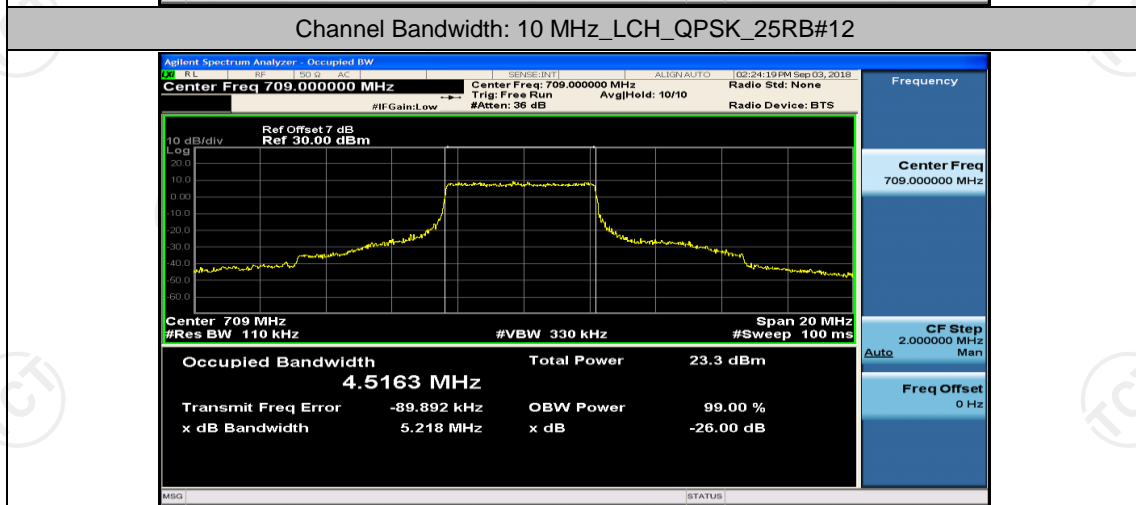 Channel Bandwidth: 10 MHz_LCH_QPSK_25RB#12
Agilent Spectrum Analyzer - Occupied BW
LXI RL RF 50 Ω AC SENSE:INT ALIGN AUTO 02:24:19 PM Sep 03, 2018
Center Freq 709.000000 MHz Center Freq: 709.000000 MHz Radio Std: None Frequency
Trig: Free Run Avg|Hold: 10/10
#IFGain:Low #Atten: 36 dB Radio Device: BTS
Ref Offset 7 dB
10 dB/div Ref 30.00 dBm
Log
20.0
10.0
0.00
-10.0
-20.0
-30.0
-40.0
-50.0
-60.0
Center Freq
709.000000 MHz
Center 709 MHz Span 20 MHz
#Res BW 110 kHz #VBW 330 kHz #Sweep 100 ms
CF Step
2.000000 MHz
Auto Man
Occupied Bandwidth Total Power 23.3 dBm
4.5163 MHz
Freq Offset
0 Hz
Transmit Freq Error -89.892 kHz OBW Power 99.00 %
x dB Bandwidth 5.218 MHz x dB -26.00 dB
MSG STATUS
TCT
TCT